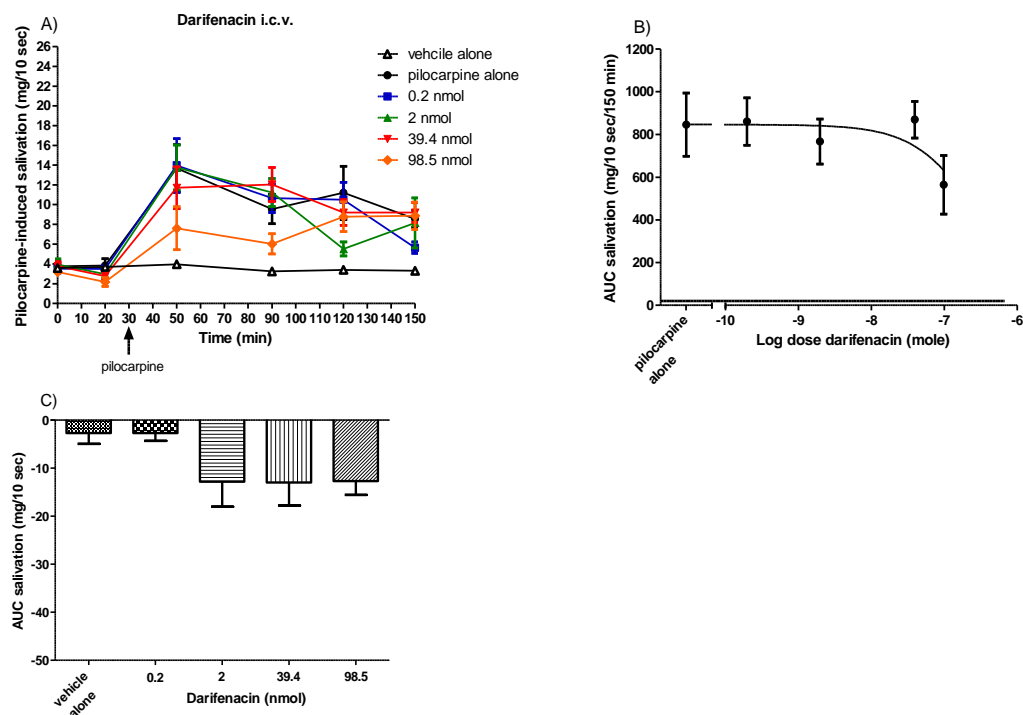 A)
Darifenacin i.c.v.
Pilocarpine-induced salivation (mg/10 sec)
26
24
22
20
18
16
14
12
10
8
6
4
2
0
0 10 20 30 40 50 60 70 80 90 100 110 120 130 140 150
Time (min)
pilocarpine
vehcile alone
pilocarpine alone
0.2 nmol
2 nmol
39.4 nmol
98.5 nmol
B)
AUC salivation (mg/10 sec/150 min)
1200
1000
800
600
400
200
0
pilocarpine
alone
-10 -9 -8 -7 -6
Log dose darifenacin (mole)
C)
AUC salivation (mg/10 sec)
0
-10
-20
-30
-40
-50
vehicle
alone
0.2 2 39.4 98.5
Darifenacin (nmol)